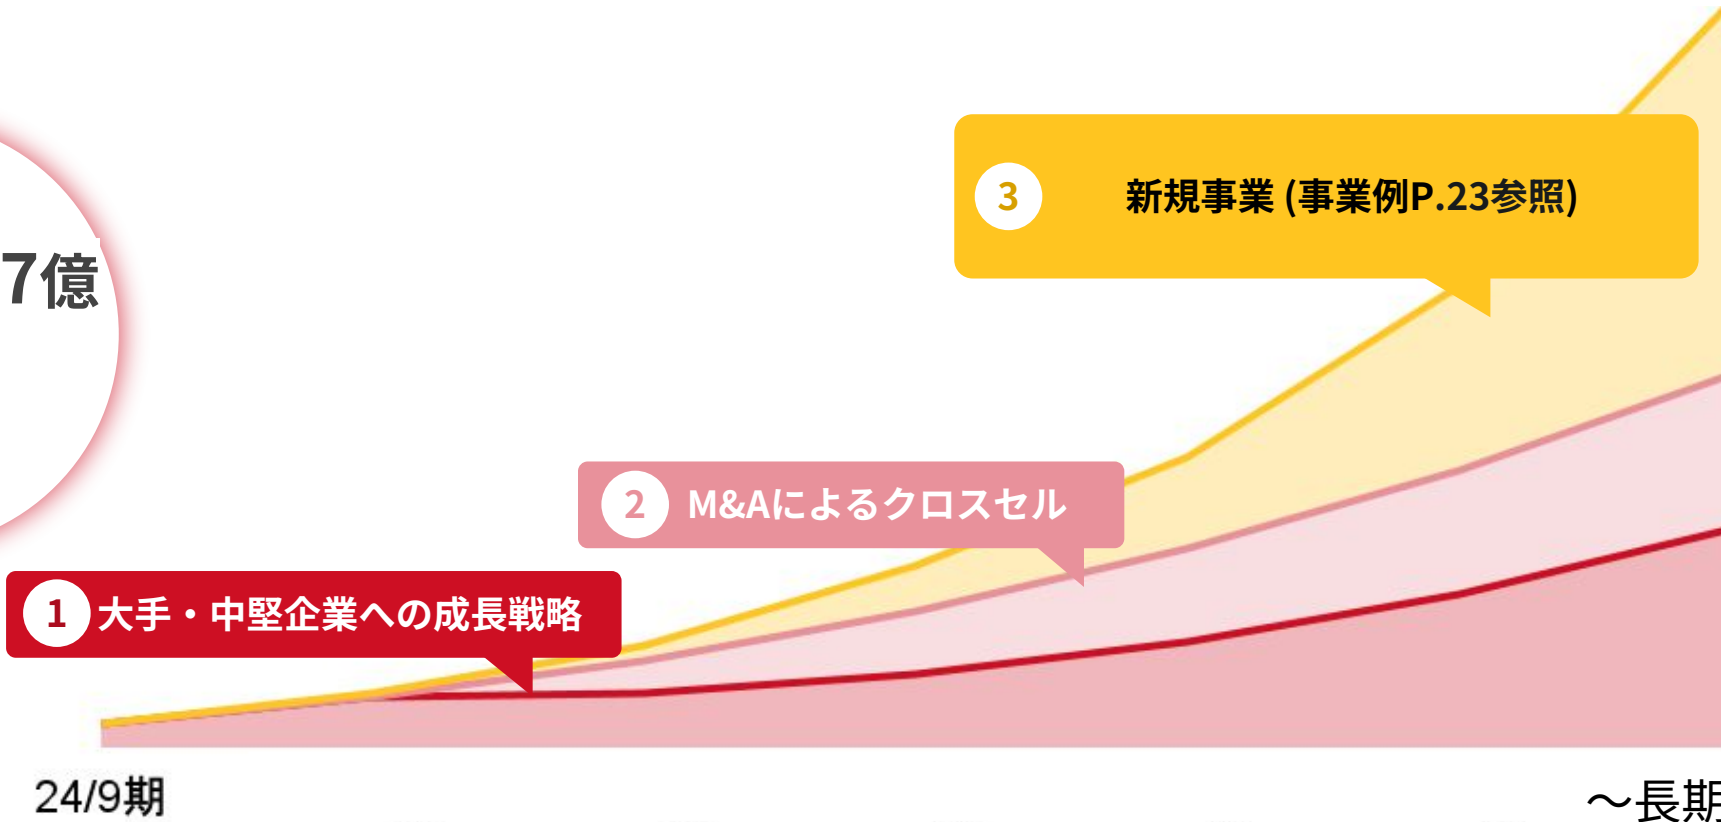 3 新規事業 (事業例P.23参照)
7億
2 M&Aによるクロスセル
1 大手・中堅企業への成長戦略
24/9期
～長期